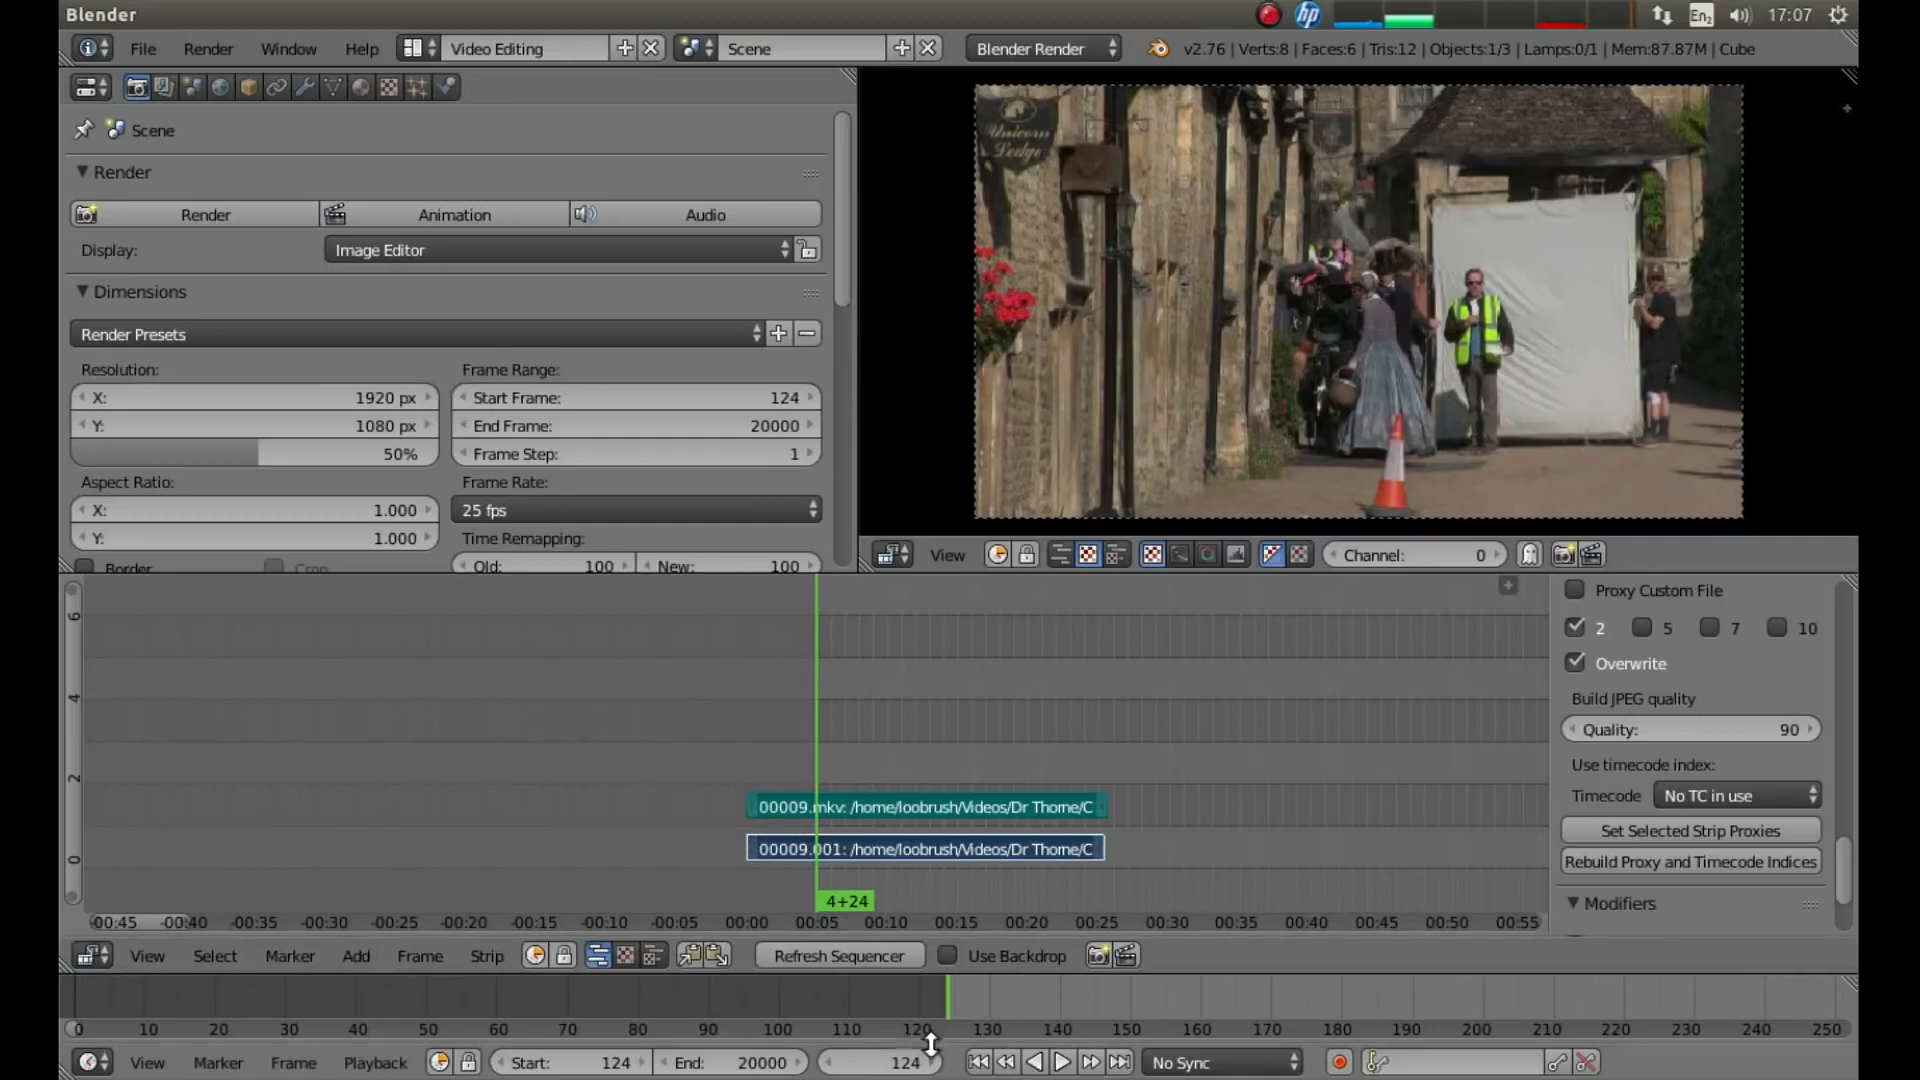 Blender
En2
17:07
File Render Window Help Video Editing Scene Blender Render v2.76 | Verts:8 | Faces:6 | Tris:12 | Objects:1/3 | Lamps:0/1 | Mem:87.87M | Cube
Scene
Render
Render Animation Audio
Display: Image Editor
Dimensions
Render Presets
Resolution: Frame Range:
X: 1920 px Start Frame: 124
Y: 1080 px End Frame: 20000
50% Frame Step: 1
Aspect Ratio: Frame Rate:
X: 1.000 25 fps
Y: 1.000 Time Remapping:
Border Crop Old: 100 New: 100
Unicorn
Lodge
View Channel: 0
Proxy Custom File
2 5 7 10
Overwrite
Build JPEG quality
Quality: 90
Use timecode index:
Timecode No TC in use
Set Selected Strip Proxies
Rebuild Proxy and Timecode Indices
Modifiers
6
4
2
0
00009.mkv: /home/loobrush/Videos/Dr Thorne/C
00009.001: /home/loobrush/Videos/Dr Thorne/C
4+24
-00:45 -00:40 -00:35 -00:30 -00:25 -00:20 -00:15 -00:10 -00:05 00:00 00:05 00:10 00:15 00:20 00:25 00:30 00:35 00:40 00:45 00:50 00:55
View Select Marker Add Frame Strip Refresh Sequencer Use Backdrop
0 10 20 30 40 50 60 70 80 90 100 110 120 130 140 150 160 170 180 190 200 210 220 230 240 250
View Marker Frame Playback Start: 124 End: 20000 124 No Sync